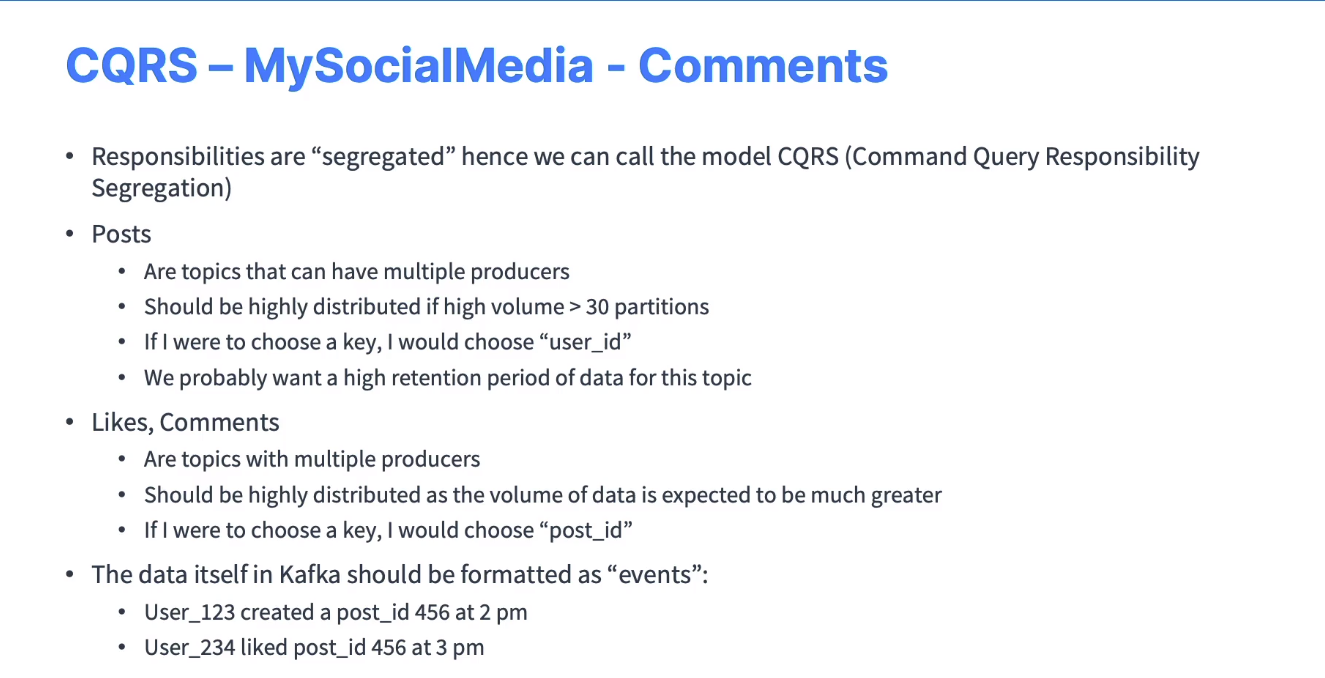 CQRS – MySocialMedia - Comments
• Responsibilities are “segregated” hence we can call the model CQRS (Command Query Responsibility
Segregation)
• Posts
• Are topics that can have multiple producers
• Should be highly distributed if high volume > 30 partitions
• If I were to choose a key, I would choose “user_id”
• We probably want a high retention period of data for this topic
• Likes, Comments
• Are topics with multiple producers
• Should be highly distributed as the volume of data is expected to be much greater
• If I were to choose a key, I would choose “post_id”
• The data itself in Kafka should be formatted as “events”:
• User_123 created a post_id 456 at 2 pm
• User_234 liked post_id 456 at 3 pm